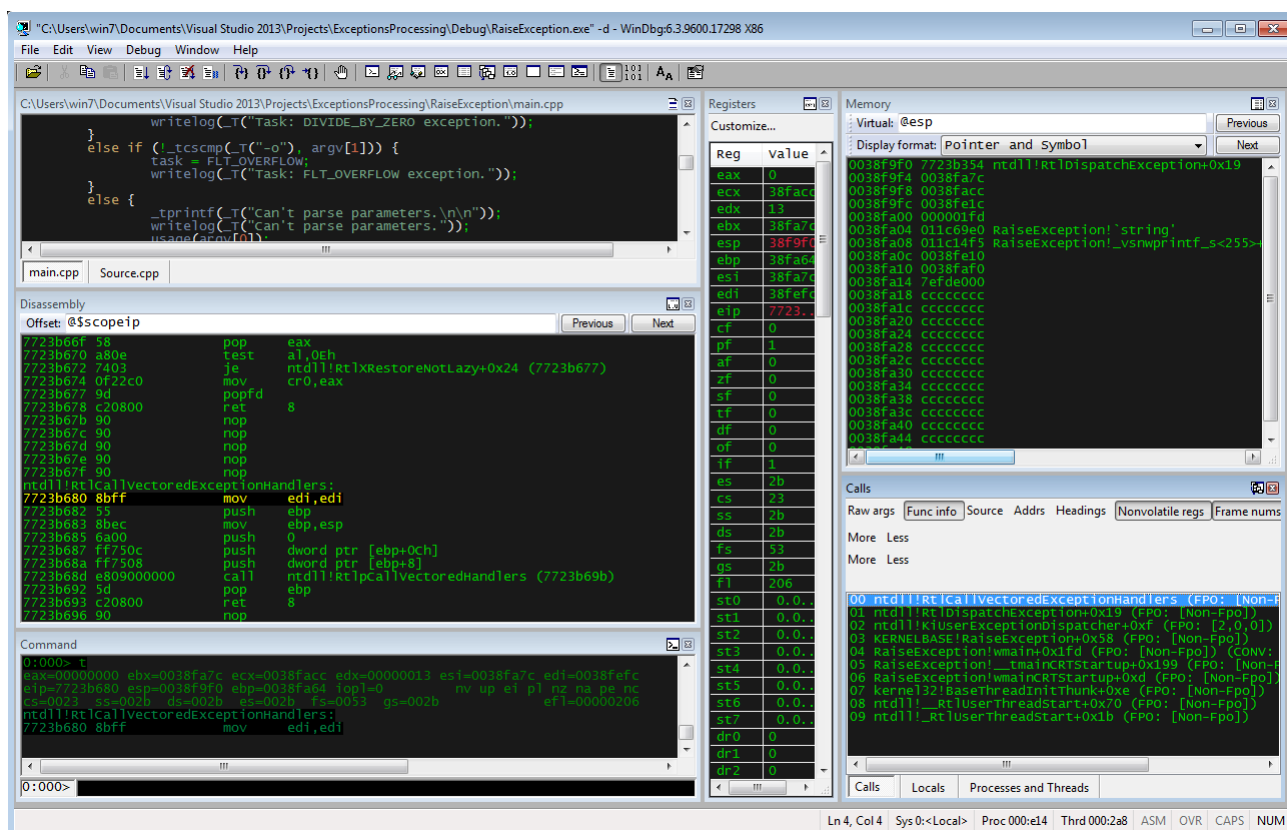 "C:\Users\win7\Documents\Visual Studio 2013\Projects\ExceptionsProcessing\Debug\RaiseException.exe" -d - WinDbg:6.3.9600.17298 X86
File Edit View Debug Window Help
C:\Users\win7\Documents\Visual Studio 2013\Projects\ExceptionsProcessing\RaiseException\main.cpp
writelog(_T("Task: DIVIDE_BY_ZERO exception."));
}
else if (!_tcscmp(_T("-o"), argv[1])) {
task = FLT_OVERFLOW;
writelog(_T("Task: FLT_OVERFLOW exception."));
}
else {
_tprintf(_T("Can't parse parameters.\n\n"));
writelog(_T("Can't parse parameters."));
usage(argv[0]);
main.cpp Source.cpp
Disassembly
Offset: @$scopeip Previous Next
7723b66f 58 pop eax
7723b670 a80e test al,0Eh
7723b672 7403 je ntdll!RtlXRestoreNotLazy+0x24 (7723b677)
7723b674 0f22c0 mov cr0,eax
7723b677 9d popfd
7723b678 c20800 ret 8
7723b67b 90 nop
7723b67c 90 nop
7723b67d 90 nop
7723b67e 90 nop
7723b67f 90 nop
ntdll!RtlCallVectoredExceptionHandlers:
7723b680 8bff mov edi,edi
7723b682 55 push ebp
7723b683 8bec mov ebp,esp
7723b685 6a00 push 0
7723b687 ff750c push dword ptr [ebp+0Ch]
7723b68a ff7508 push dword ptr [ebp+8]
7723b68d e809000000 call ntdll!RtlpCallVectoredHandlers (7723b69b)
7723b692 5d pop ebp
7723b693 c20800 ret 8
7723b696 90 nop
Command
0:000> t
eax=00000000 ebx=0038fa7c ecx=0038facc edx=00000013 esi=0038fa7c edi=0038fefc
eip=7723b680 esp=0038f9f0 ebp=0038fa64 iopl=0 nv up ei pl nz na pe nc
cs=0023 ss=002b ds=002b es=002b fs=0053 gs=002b efl=00000206
ntdll!RtlCallVectoredExceptionHandlers:
7723b680 8bff mov edi,edi
0:000>
Registers
Customize...
Reg Value
eax 0
ecx 38facc
edx 13
ebx 38fa7c
esp 38f9f0
ebp 38fa64
esi 38fa7c
edi 38fefc
eip 7723..
cf 0
pf 1
af 0
zf 0
sf 0
tf 0
df 0
of 0
if 1
es 2b
cs 23
ss 2b
ds 2b
fs 53
gs 2b
fl 206
st0 0.0..
st1 0.0..
st2 0.0..
st3 0.0..
st4 0.0..
st5 0.0..
st6 0.0..
st7 0.0..
dr0 0
dr1 0
dr2 0
Memory
Virtual: @esp Previous
Display format: Pointer and Symbol Next
0038f9f0 7723b354 ntdll!RtlDispatchException+0x19
0038f9f4 0038fa7c
0038f9f8 0038facc
0038f9fc 0038fe1c
0038fa00 000001fd
0038fa04 011c69e0 RaiseException!`string'
0038fa08 011c14f5 RaiseException!_vsnwprintf_s<255>+
0038fa0c 0038fe10
0038fa10 0038faf0
0038fa14 7efde000
0038fa18 cccccccc
0038fa1c cccccccc
0038fa20 cccccccc
0038fa24 cccccccc
0038fa28 cccccccc
0038fa2c cccccccc
0038fa30 cccccccc
0038fa34 cccccccc
0038fa38 cccccccc
0038fa3c cccccccc
0038fa40 cccccccc
0038fa44 cccccccc
Calls
Raw args Func info Source Addrs Headings Nonvolatile regs Frame nums
More Less
More Less
00 ntdll!RtlCallVectoredExceptionHandlers (FPO: [Non-F
01 ntdll!RtlDispatchException+0x19 (FPO: [Non-Fpo])
02 ntdll!KiUserExceptionDispatcher+0xf (FPO: [2,0,0])
03 KERNELBASE!RaiseException+0x58 (FPO: [Non-Fpo])
04 RaiseException!wmain+0x1fd (FPO: [Non-Fpo]) (CONV:
05 RaiseException!__tmainCRTStartup+0x199 (FPO: [Non-F
06 RaiseException!wmainCRTStartup+0xd (FPO: [Non-Fpo])
07 kernel32!BaseThreadInitThunk+0xe (FPO: [Non-Fpo])
08 ntdll!__RtlUserThreadStart+0x70 (FPO: [Non-Fpo])
09 ntdll!_RtlUserThreadStart+0x1b (FPO: [Non-Fpo])
Calls Locals Processes and Threads
Ln 4, Col 4 Sys 0:<Local> Proc 000:e14 Thrd 000:2a8 ASM OVR CAPS NUM